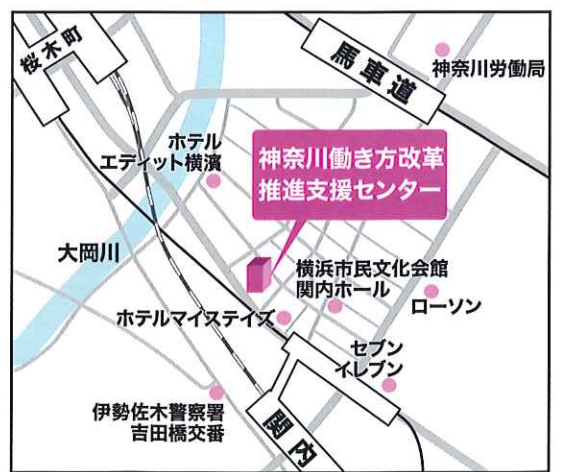 桜木町
馬車道
神奈川労働局
ホテル
エディット横濱
神奈川働き方改革
推進支援センター
大岡川
横浜市民文化会館
関内ホール
ローソン
ホテルマイステイズ
セブン
イレブン
伊勢佐木警察署
吉田橋交番
関内